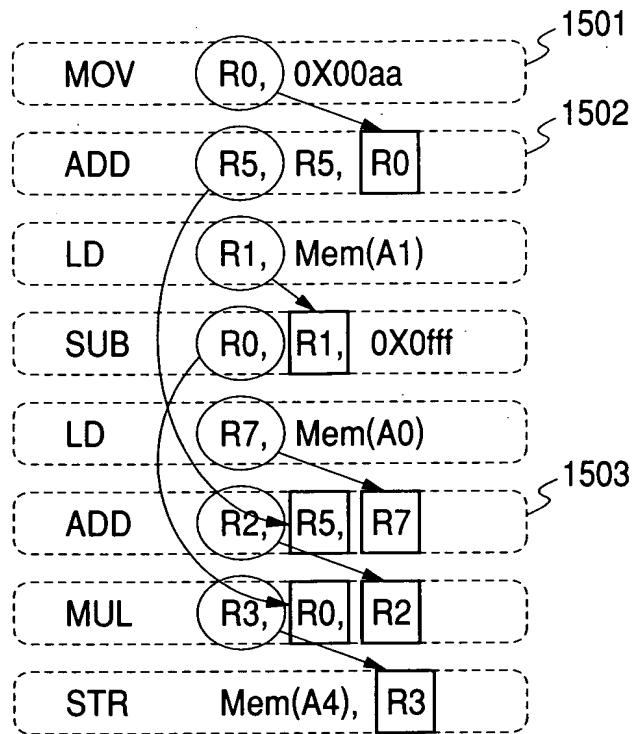 1501
MOV R0, 0X00aa
1502
ADD R5, R5, R0
LD R1, Mem(A1)
SUB R0, R1, 0X0fff
LD R7, Mem(A0)
1503
ADD R2, R5, R7
MUL R3, R0, R2
STR Mem(A4), R3